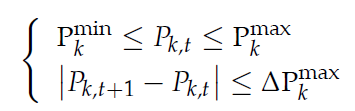 P_k^min ≤ P_{k,t} ≤ P_k^max
|P_{k,t+1} − P_{k,t}| ≤ ΔP_k^max